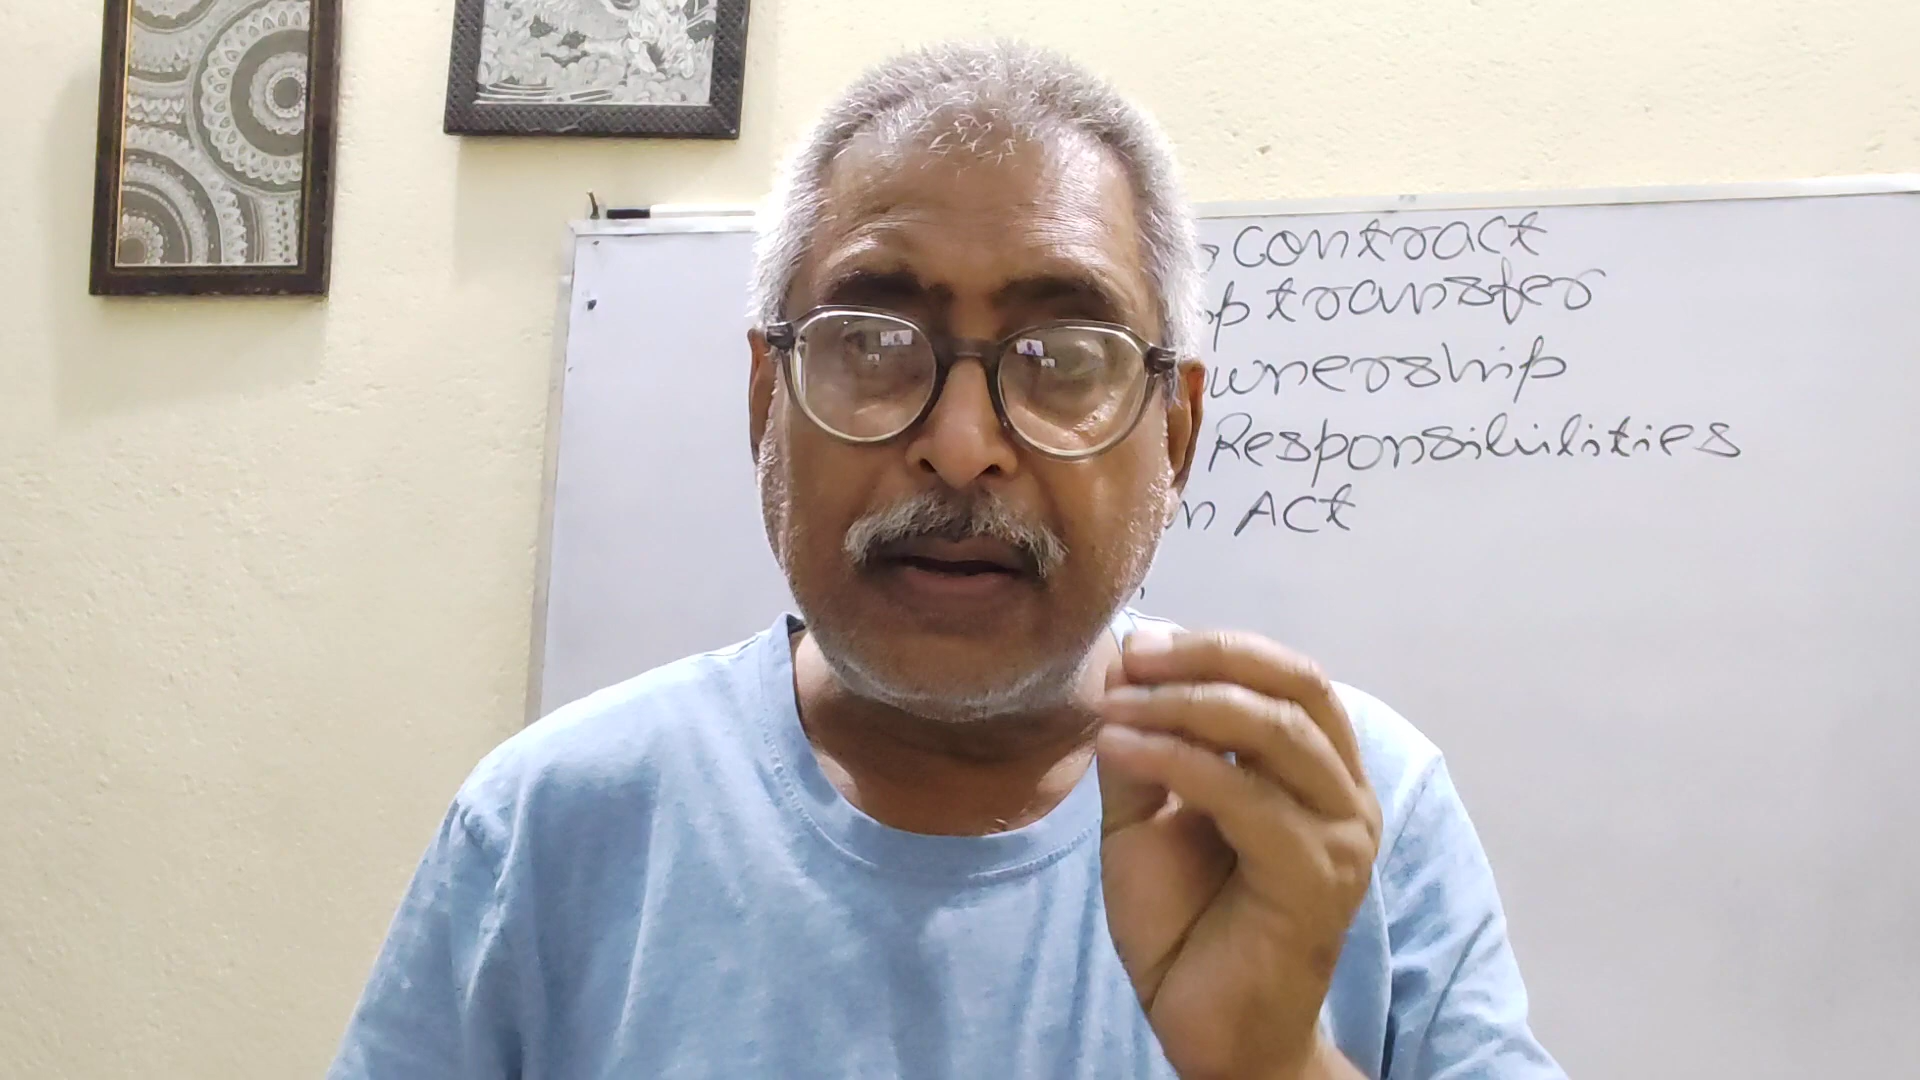 contract
transfer
ownership
Responsibilities
Act